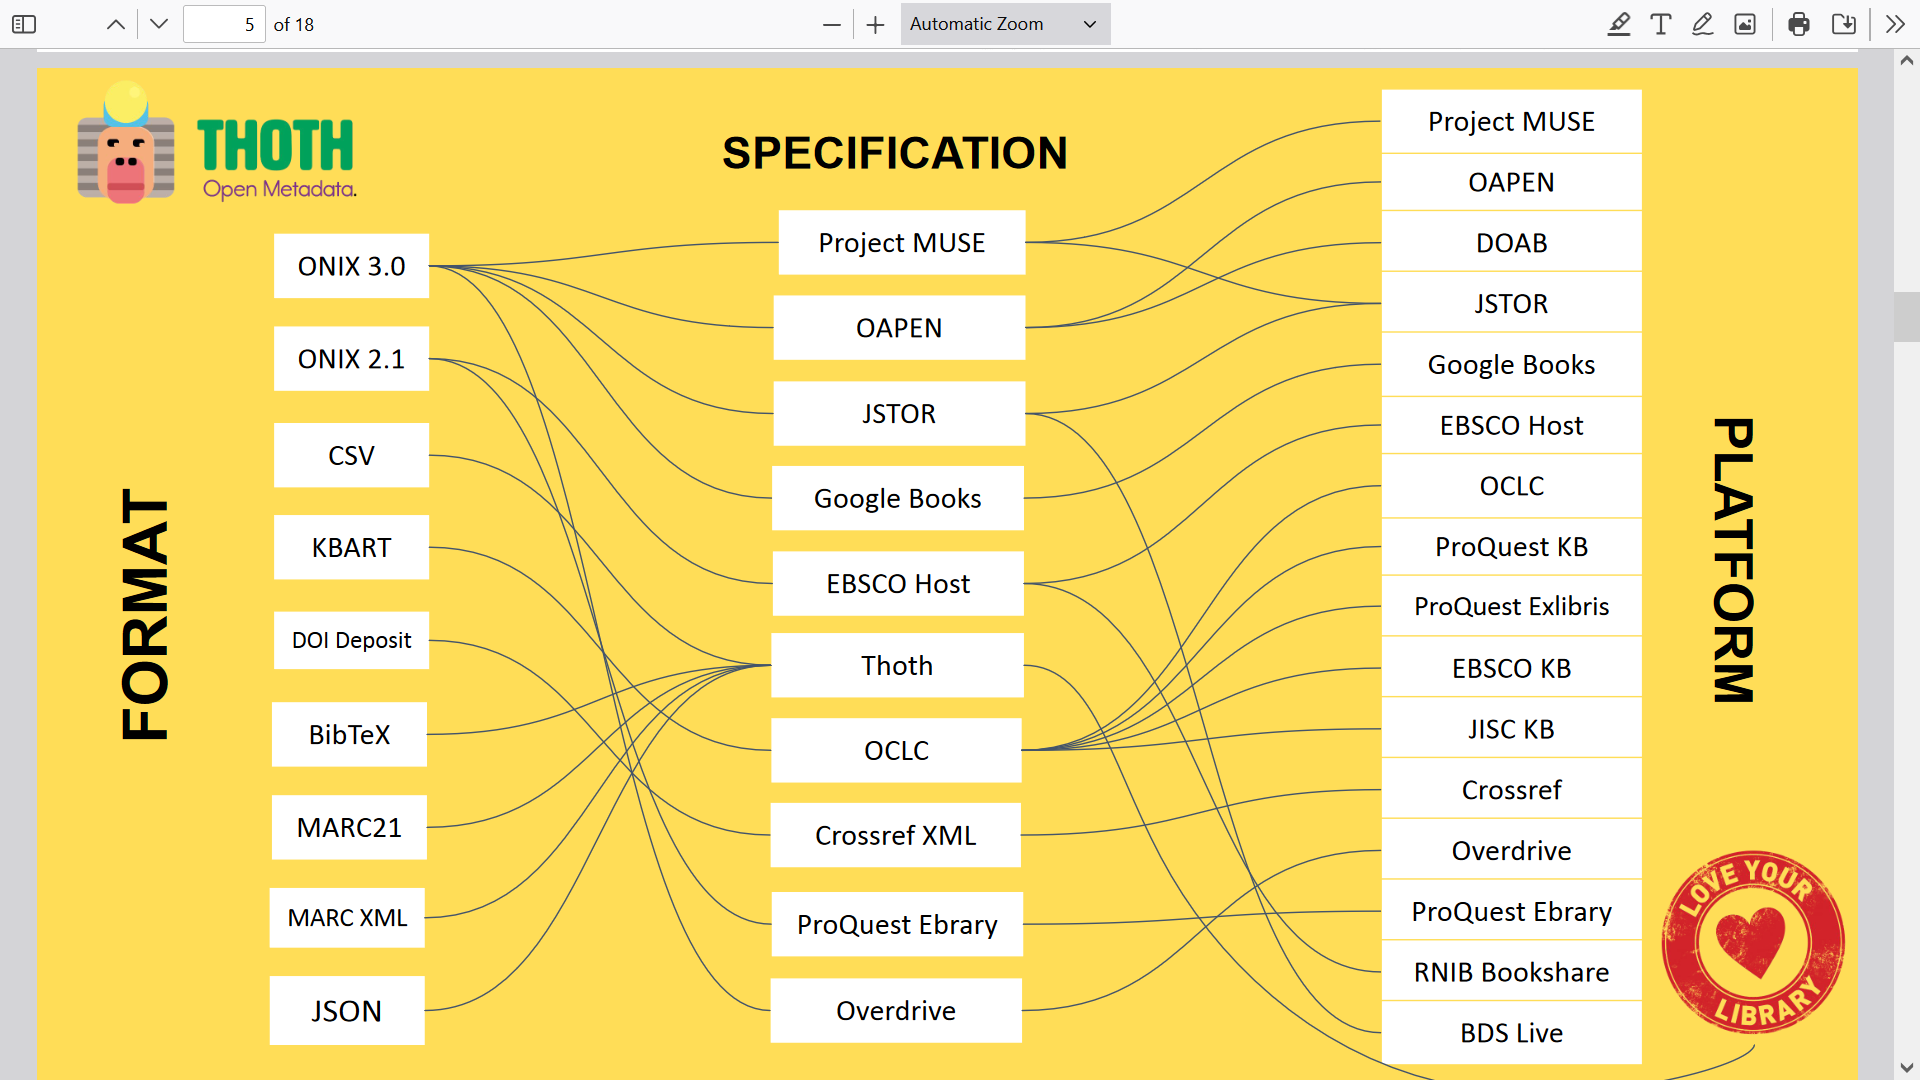 5 of 18
Automatic Zoom
THOTH
Open Metadata.
FORMAT
ONIX 3.0
ONIX 2.1
CSV
KBART
DOI Deposit
BibTeX
MARC21
MARC XML
JSON
SPECIFICATION
Project MUSE
OAPEN
JSTOR
Google Books
EBSCO Host
Thoth
OCLC
Crossref XML
ProQuest Ebrary
Overdrive
Project MUSE
OAPEN
DOAB
JSTOR
Google Books
EBSCO Host
OCLC
ProQuest KB
ProQuest Exlibris
EBSCO KB
JISC KB
Crossref
Overdrive
ProQuest Ebrary
RNIB Bookshare
BDS Live
PLATFORM
LOVE YOUR
LIBRARY